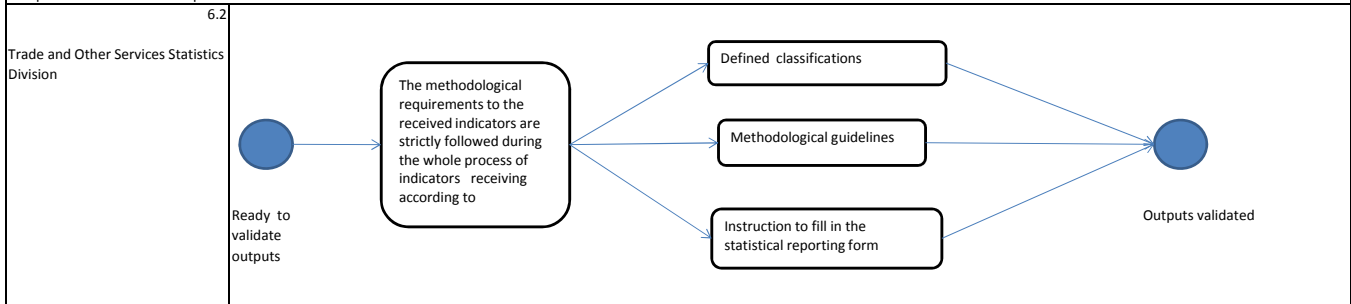 6.2
Trade and Other Services Statistics
Division
Ready to
validate
outputs
The methodological
requirements to the
received indicators are
strictly followed during
the whole process of
indicators receiving
according to
Defined classifications
Methodological guidelines
Instruction to fill in the
statistical reporting form
Outputs validated